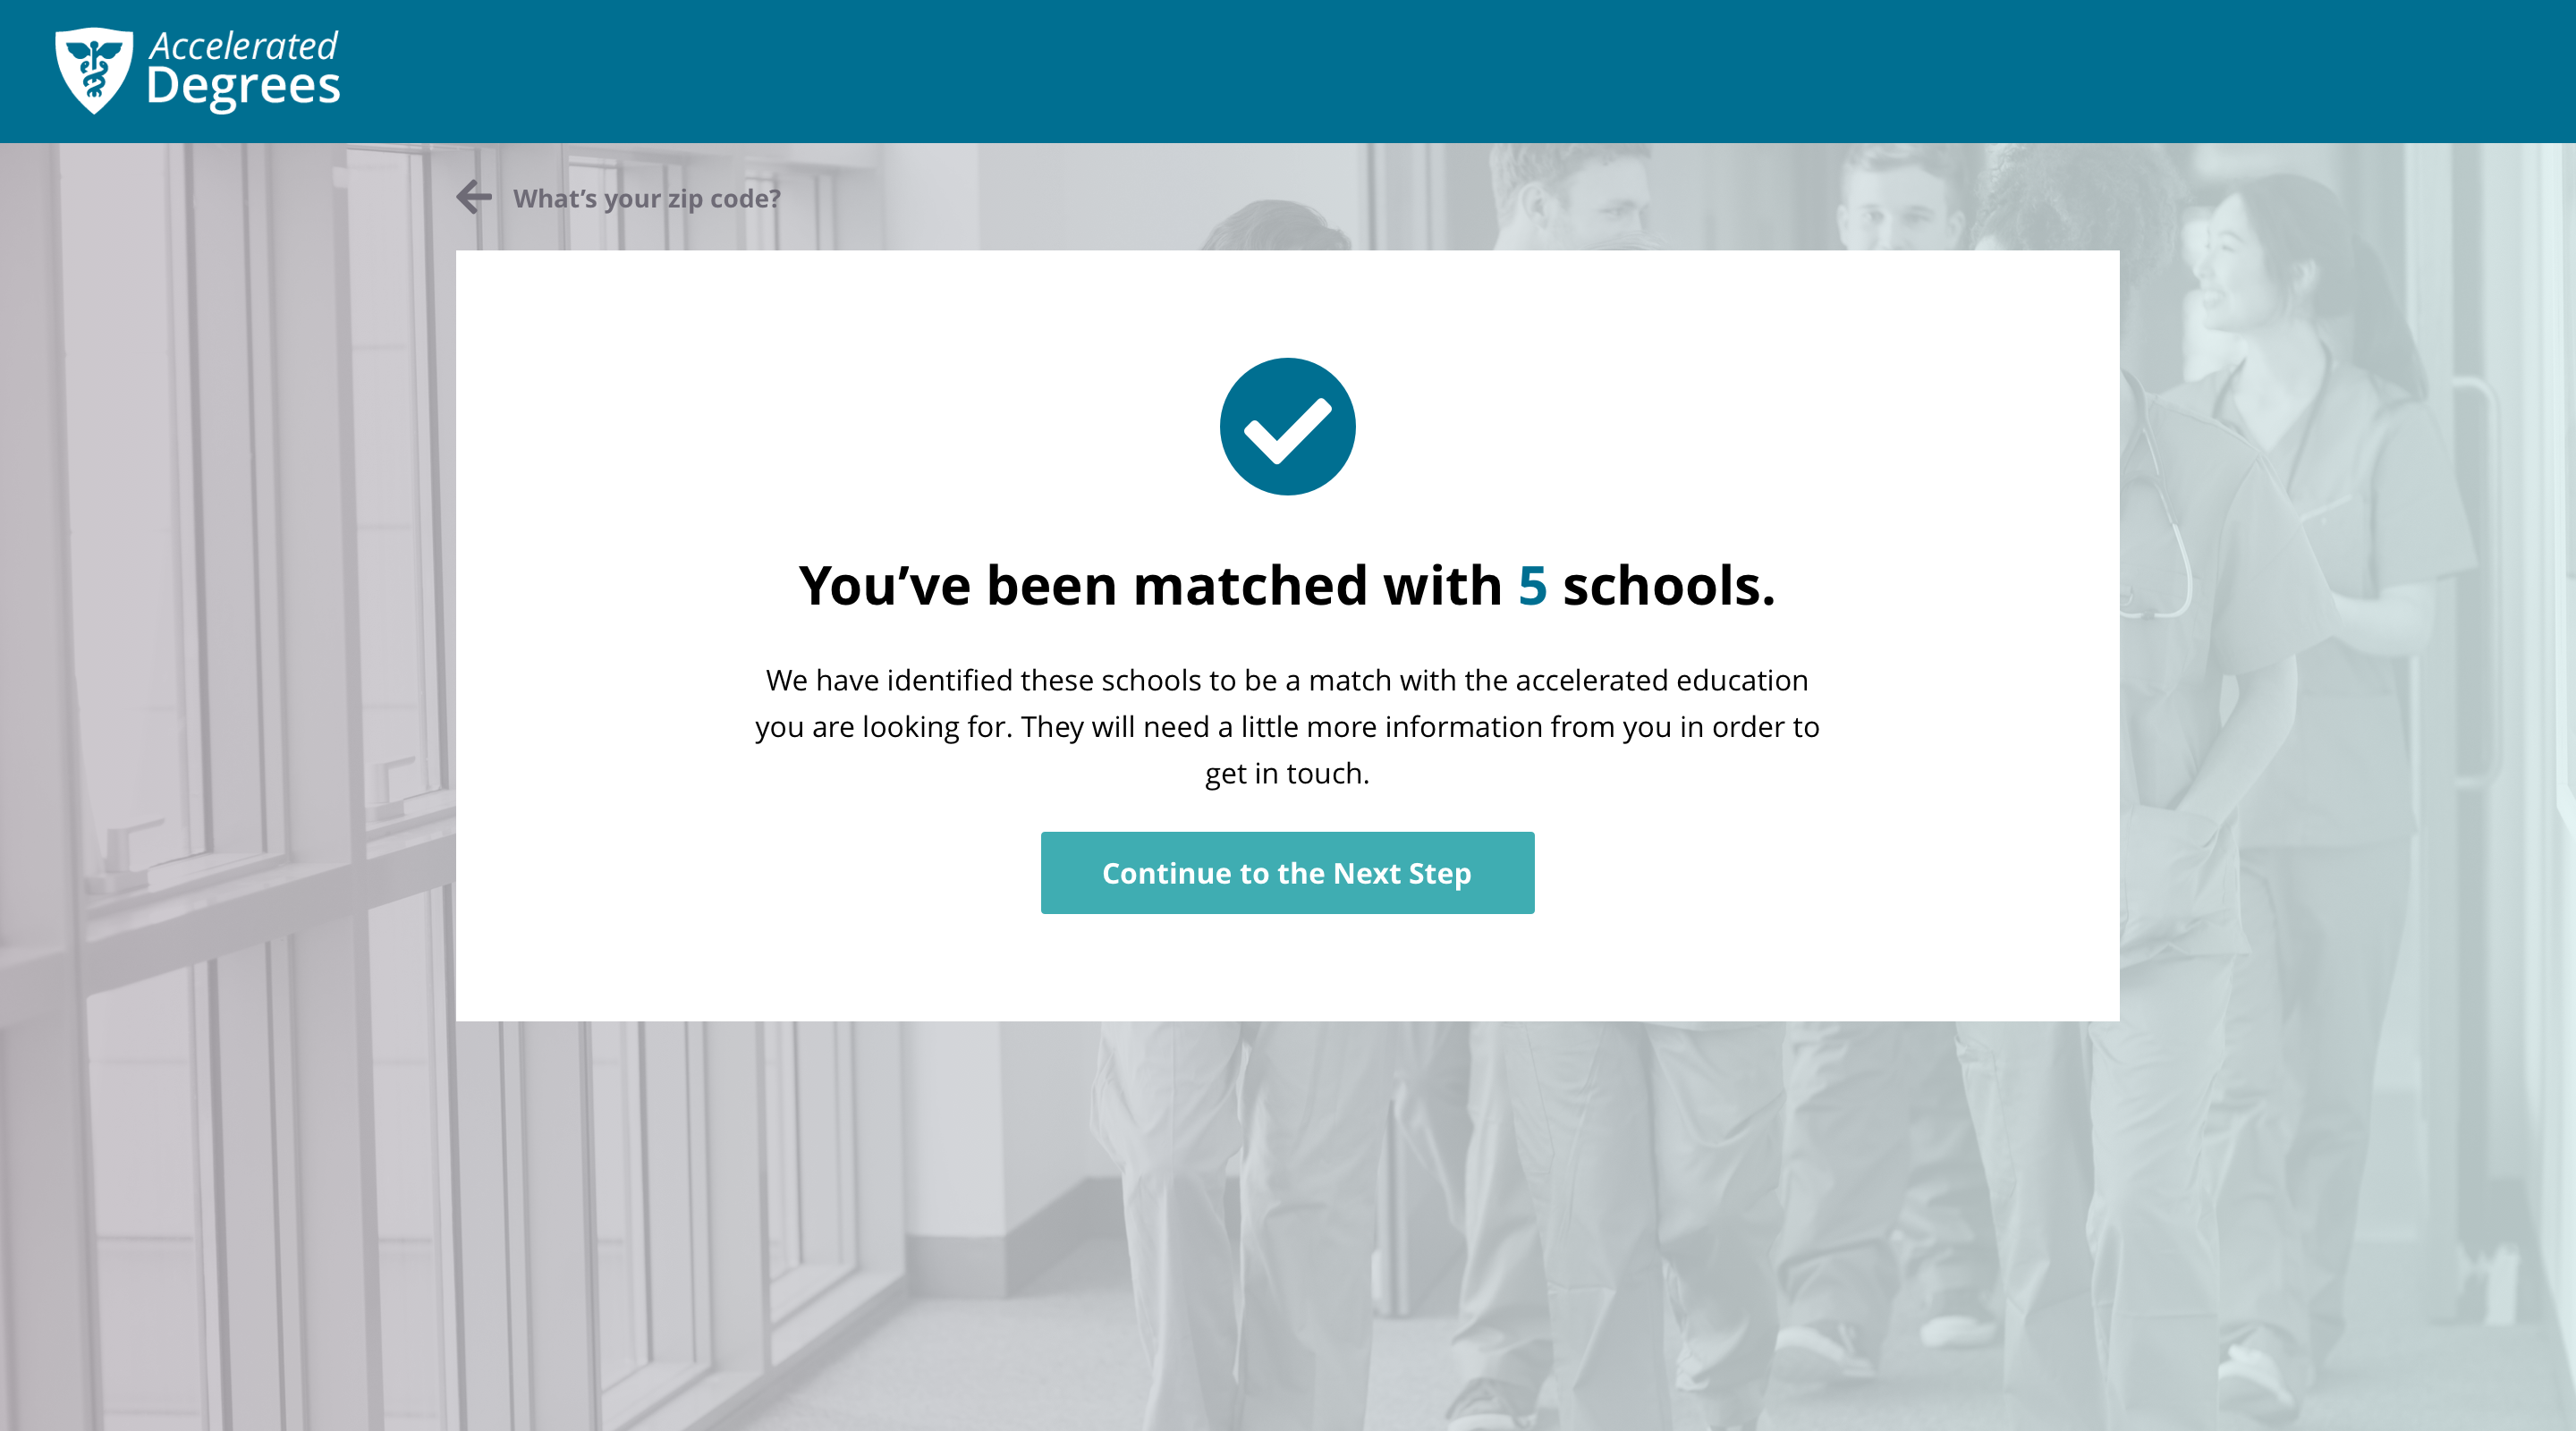 Accelerated
Degrees
What’s your zip code?
You’ve been matched with 5 schools.
We have identified these schools to be a match with the accelerated education
you are looking for. They will need a little more information from you in order to
get in touch.
Continue to the Next Step